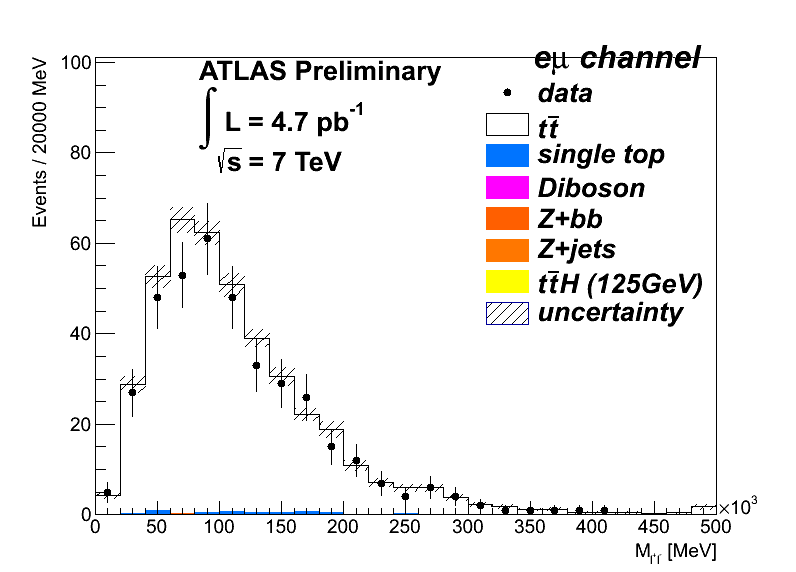 eμ channel
ATLAS Preliminary
∫ L = 4.7 pb⁻¹
√s = 7 TeV
data
tt̄
single top
Diboson
Z+bb
Z+jets
tt̄H (125GeV)
uncertainty
Events / 20000 MeV
100
80
60
40
20
0
0 50 100 150 200 250 300 350 400 450 500
×10³
[MeV]